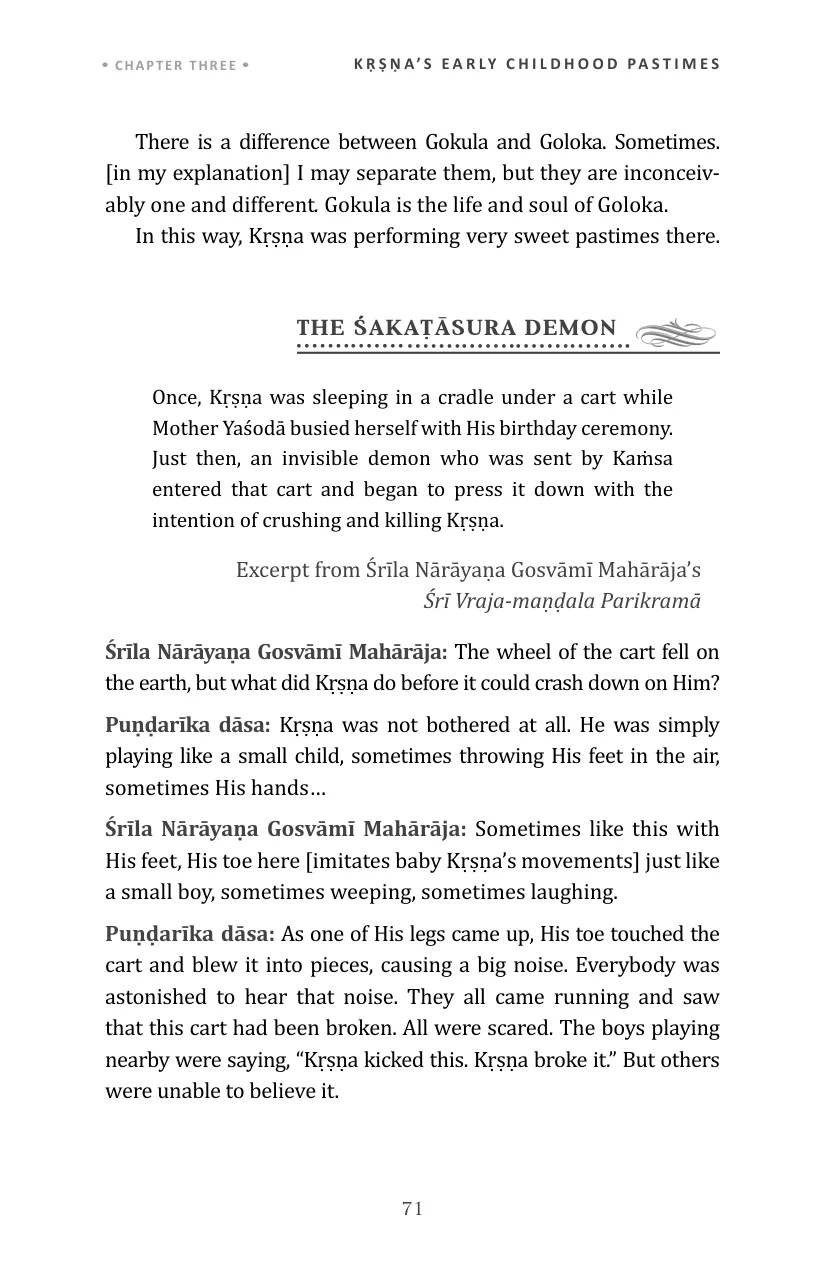 • CHAPTER THREE •
KṚṢṆA’S EARLY CHILDHOOD PASTIMES
There is a difference between Gokula and Goloka. Sometimes.
[in my explanation] I may separate them, but they are inconceiv-
ably one and different. Gokula is the life and soul of Goloka.
In this way, Kṛṣṇa was performing very sweet pastimes there.
THE ŚAKAṬĀSURA DEMON
Once, Kṛṣṇa was sleeping in a cradle under a cart while
Mother Yaśodā busied herself with His birthday ceremony.
Just then, an invisible demon who was sent by Kaṁsa
entered that cart and began to press it down with the
intention of crushing and killing Kṛṣṇa.
Excerpt from Śrīla Nārāyaṇa Gosvāmī Mahārāja’s
Śrī Vraja-maṇḍala Parikramā
Śrīla Nārāyaṇa Gosvāmī Mahārāja: The wheel of the cart fell on
the earth, but what did Kṛṣṇa do before it could crash down on Him?
Puṇḍarīka dāsa: Kṛṣṇa was not bothered at all. He was simply
playing like a small child, sometimes throwing His feet in the air,
sometimes His hands…
Śrīla Nārāyaṇa Gosvāmī Mahārāja: Sometimes like this with
His feet, His toe here [imitates baby Kṛṣṇa’s movements] just like
a small boy, sometimes weeping, sometimes laughing.
Puṇḍarīka dāsa: As one of His legs came up, His toe touched the
cart and blew it into pieces, causing a big noise. Everybody was
astonished to hear that noise. They all came running and saw
that this cart had been broken. All were scared. The boys playing
nearby were saying, “Kṛṣṇa kicked this. Kṛṣṇa broke it.” But others
were unable to believe it.
71